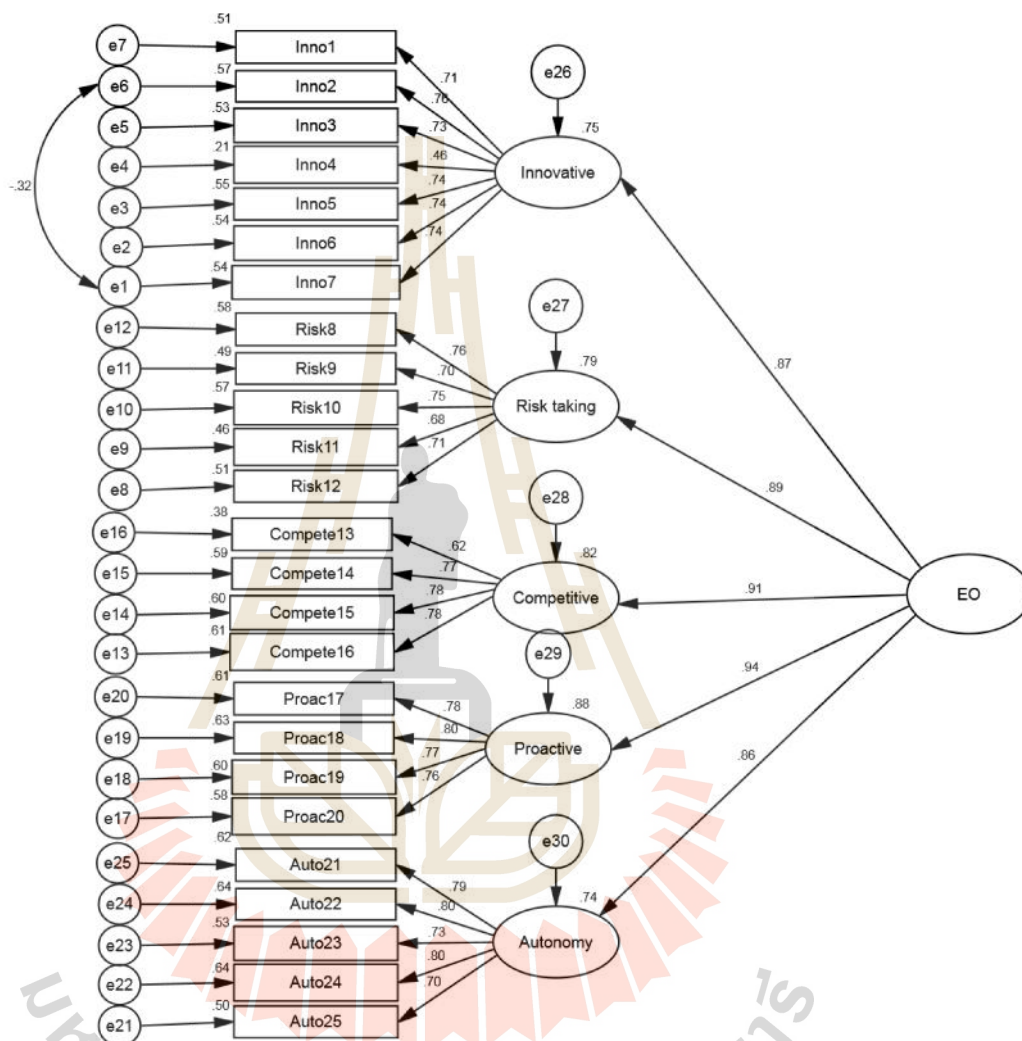 .51
e7 Inno1
.57
e6 Inno2
.53
e5 Inno3
.21
e4 Inno4
.55
e3 Inno5
.54
e2 Inno6
.54
e1 Inno7
-.32
.71
.76
.73
.46
.74
.74
.74
e26
.75
Innovative
.58
e12 Risk8
.49
e11 Risk9
.57
e10 Risk10
.46
e9 Risk11
.51
e8 Risk12
.76
.70
.75
.68
.71
e27
.79
Risk taking
.38
e16 Compete13
.59
e15 Compete14
.60
e14 Compete15
.61
e13 Compete16
.62
.77
.78
.78
e28
.82
Competitive
.61
e20 Proac17
.63
e19 Proac18
.60
e18 Proac19
.58
e17 Proac20
.78
.80
.77
.76
e29
.88
Proactive
.62
e25 Auto21
.64
e24 Auto22
.53
e23 Auto23
.64
e22 Auto24
.50
e21 Auto25
.79
.80
.73
.80
.70
e30
.74
Autonomy
.87
.89
.91
.94
.86
EO